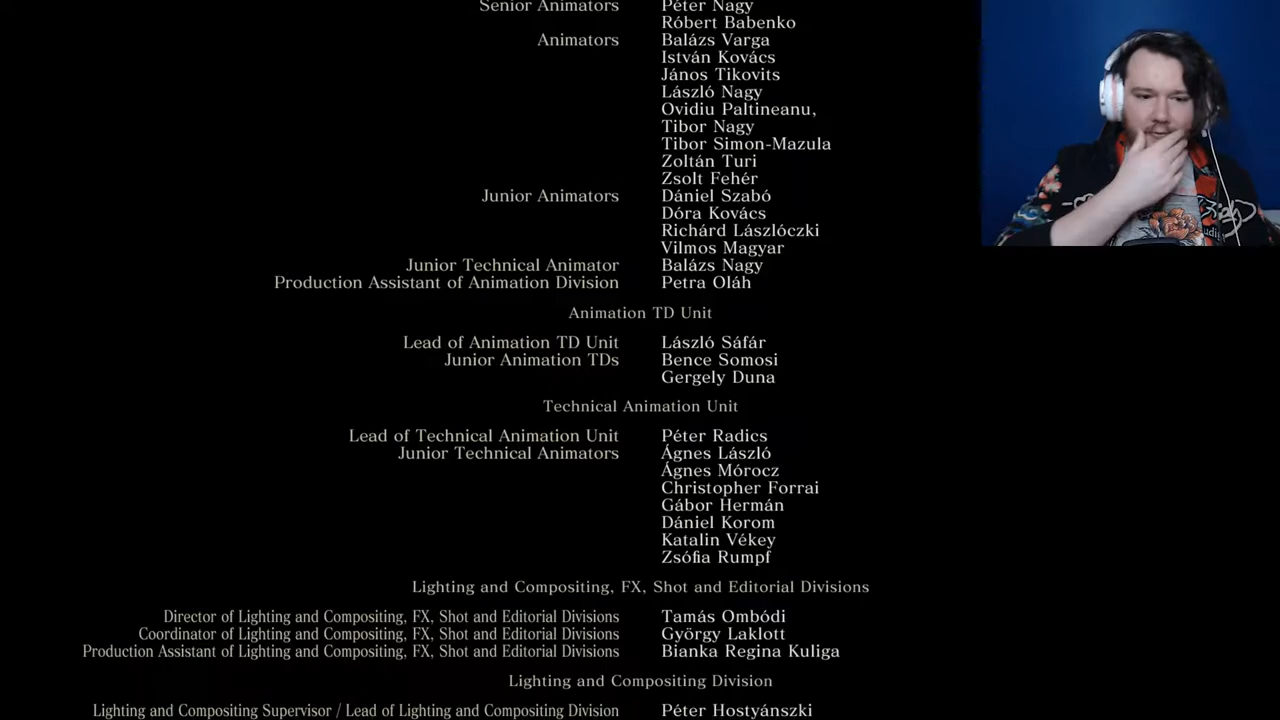 Senior Animators Péter Nagy
Róbert Babenko
Animators Balázs Varga
István Kovács
János Tikovits
László Nagy
Ovidiu Paltineanu,
Tibor Nagy
Tibor Simon-Mazula
Zoltán Turi
Zsolt Fehér
Junior Animators Dániel Szabó
Dóra Kovács
Richárd Lászlóczki
Vilmos Magyar
Junior Technical Animator Balázs Nagy
Production Assistant of Animation Division Petra Oláh
Animation TD Unit
Lead of Animation TD Unit László Sáfár
Junior Animation TDs Bence Somosi
Gergely Duna
Technical Animation Unit
Lead of Technical Animation Unit Péter Radics
Junior Technical Animators Ágnes László
Ágnes Mórocz
Christopher Forrai
Gábor Hermán
Dániel Korom
Katalin Vékey
Zsófia Rumpf
Lighting and Compositing, FX, Shot and Editorial Divisions
Director of Lighting and Compositing, FX, Shot and Editorial Divisions Tamás Ombódi
Coordinator of Lighting and Compositing, FX, Shot and Editorial Divisions György Laklott
Production Assistant of Lighting and Compositing, FX, Shot and Editorial Divisions Bianka Regina Kuliga
Lighting and Compositing Division
Lighting and Compositing Supervisor / Lead of Lighting and Compositing Division Péter Hostyánszki